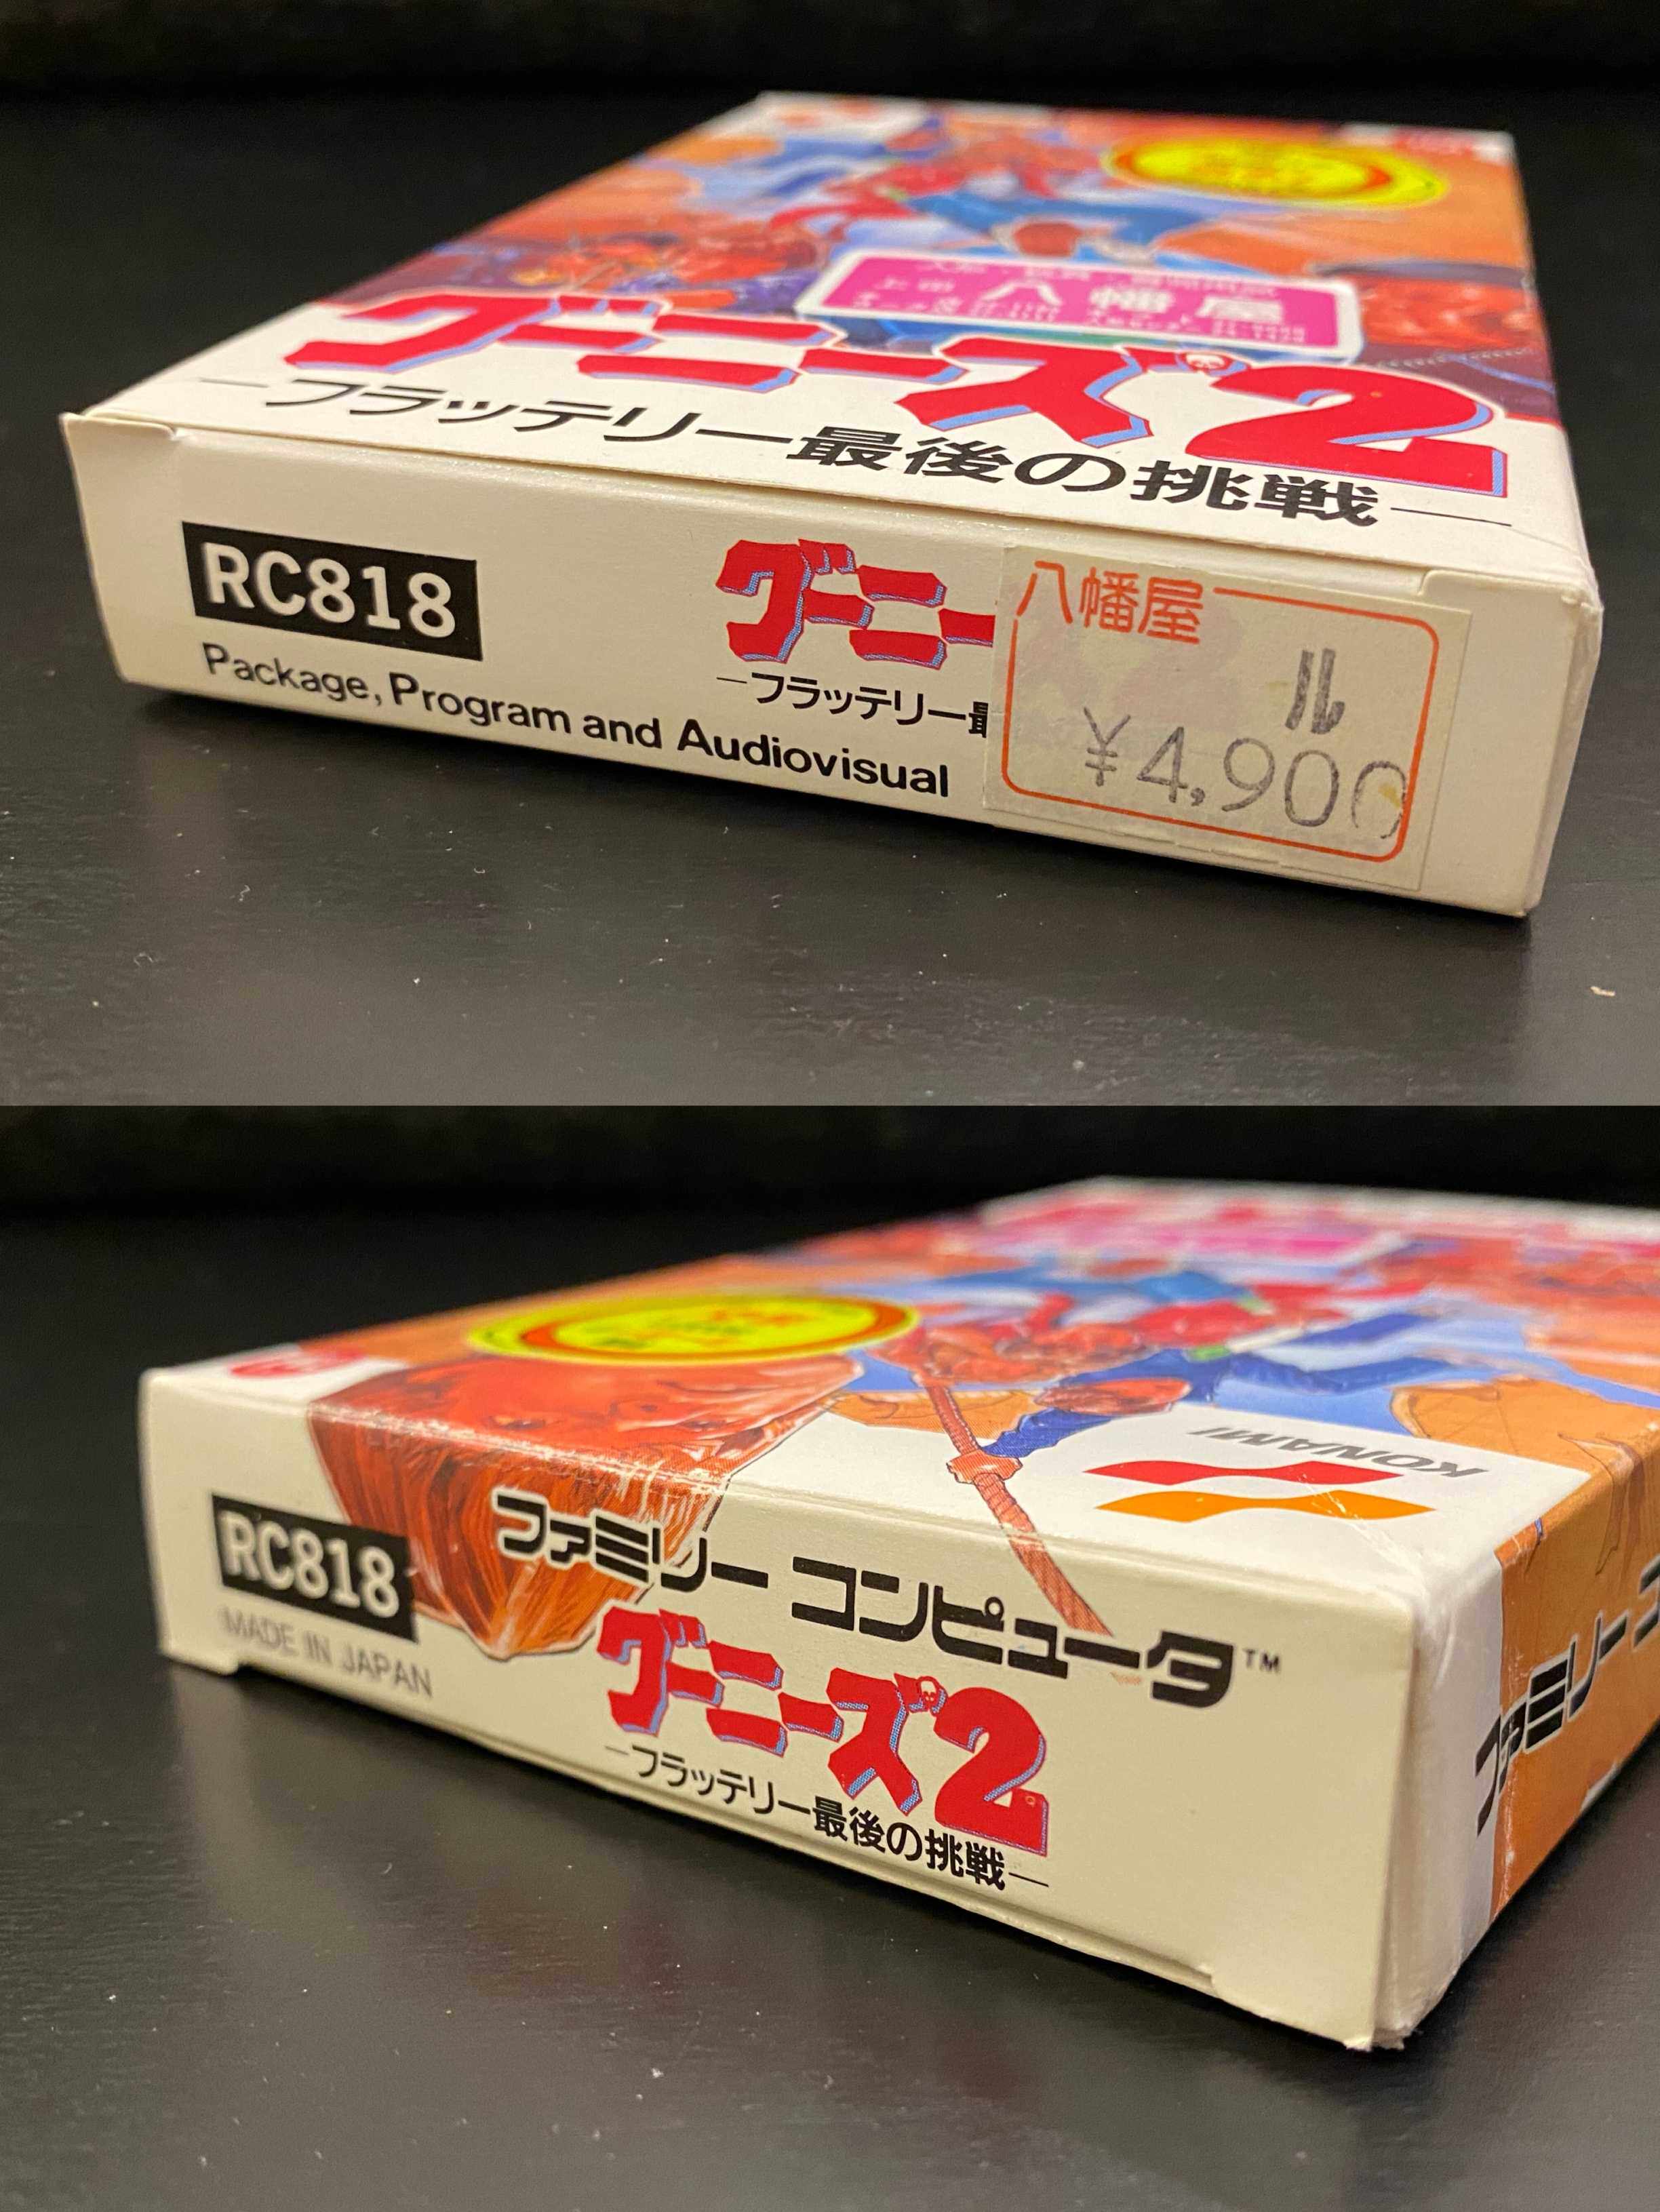 八幡屋
グーニーズ2
―フラッテリー最後の挑戦―
RC818
グーニー
―フラッテリー最
Package, Program and Audiovisual
八幡屋
¥4,900
KONAMI
RC818
MADE IN JAPAN
ファミリー コンピュータ™
グーニーズ2
―フラッテリー最後の挑戦―
ファミリー コ